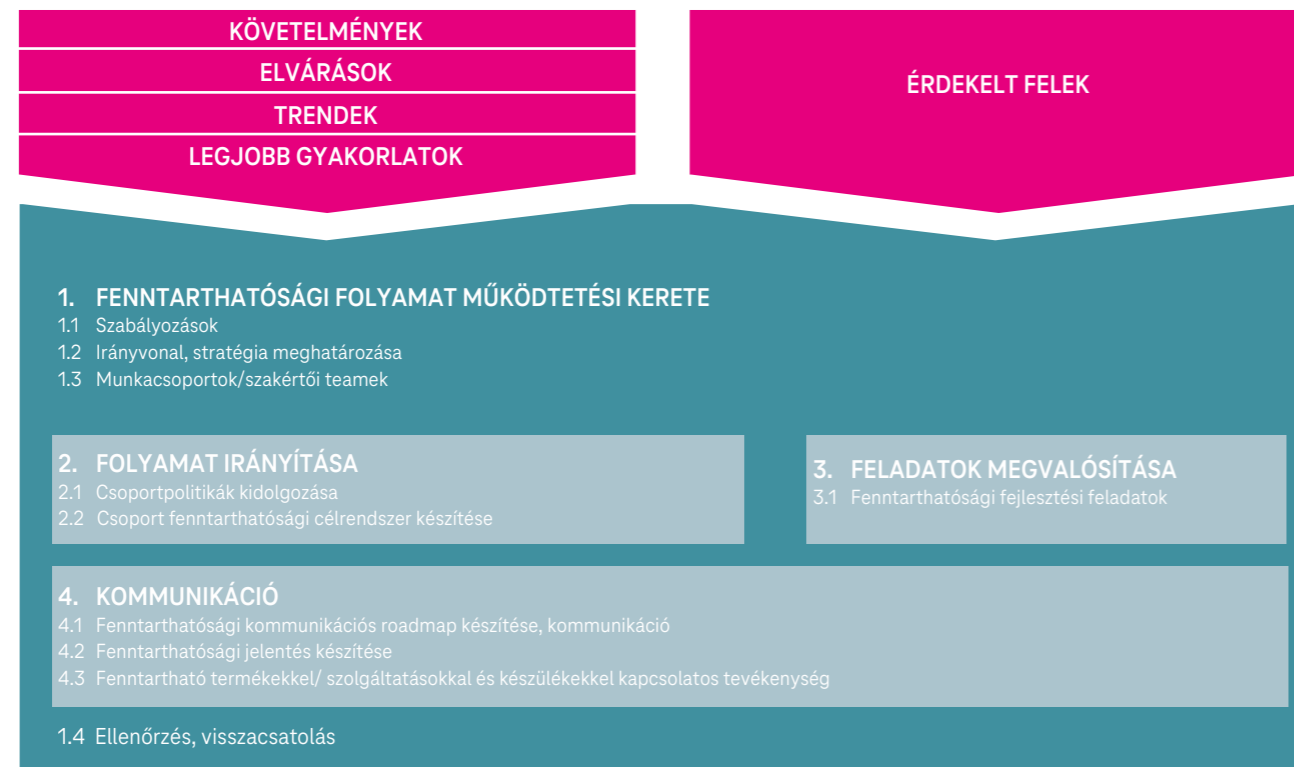 KÖVETELMÉNYEK
ELVÁRÁSOK
TRENDEK
LEGJOBB GYAKORLATOK
ÉRDEKELT FELEK
1. FENNTARTHATÓSÁGI FOLYAMAT MŰKÖDTETÉSI KERETE
1.1 Szabályozások
1.2 Irányvonal, stratégia meghatározása
1.3 Munkacsoportok/szakértői teamek
2. FOLYAMAT IRÁNYÍTÁSA
2.1 Csoportpolitikák kidolgozása
2.2 Csoport fenntarthatósági célrendszer készítése
3. FELADATOK MEGVALÓSÍTÁSA
3.1 Fenntarthatósági fejlesztési feladatok
4. KOMMUNIKÁCIÓ
4.1 Fenntarthatósági kommunikációs roadmap készítése, kommunikáció
4.2 Fenntarthatósági jelentés készítése
4.3 Fenntartható termékekkel/ szolgáltatásokkal és készülékekkel kapcsolatos tevékenység
1.4 Ellenőrzés, visszacsatolás